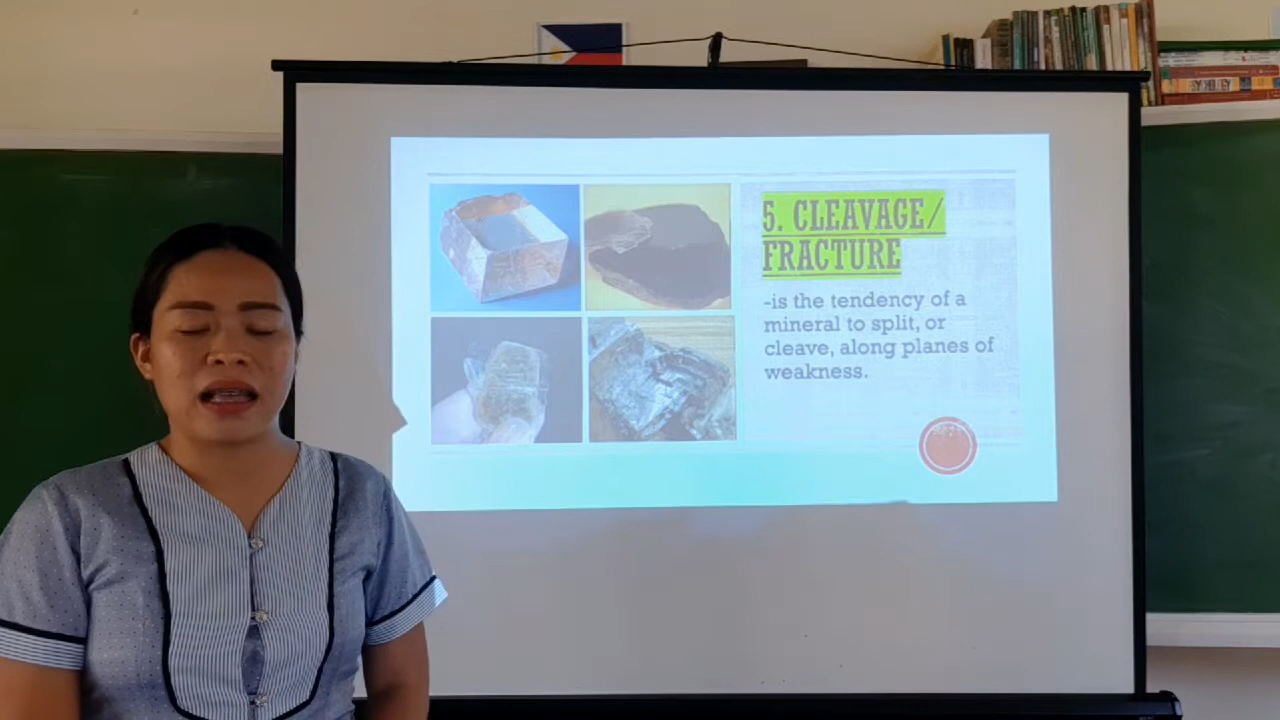 5. CLEAVAGE/
FRACTURE
-is the tendency of a
mineral to split, or
cleave, along planes of
weakness.